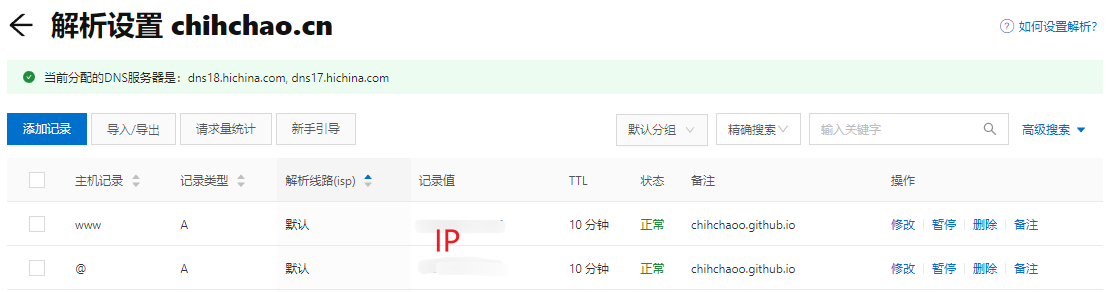 解析设置 chihchao.cn
如何设置解析?
当前分配的DNS服务器是：dns18.hichina.com, dns17.hichina.com
添加记录 导入/导出 请求量统计 新手引导 默认分组 精确搜索 输入关键字 高级搜索
主机记录 记录类型 解析线路(isp) 记录值 TTL 状态 备注 操作
www A 默认 10 分钟 正常 chihchaoo.github.io 修改 暂停 删除 备注
IP
@ A 默认 10 分钟 正常 chihchaoo.github.io 修改 暂停 删除 备注